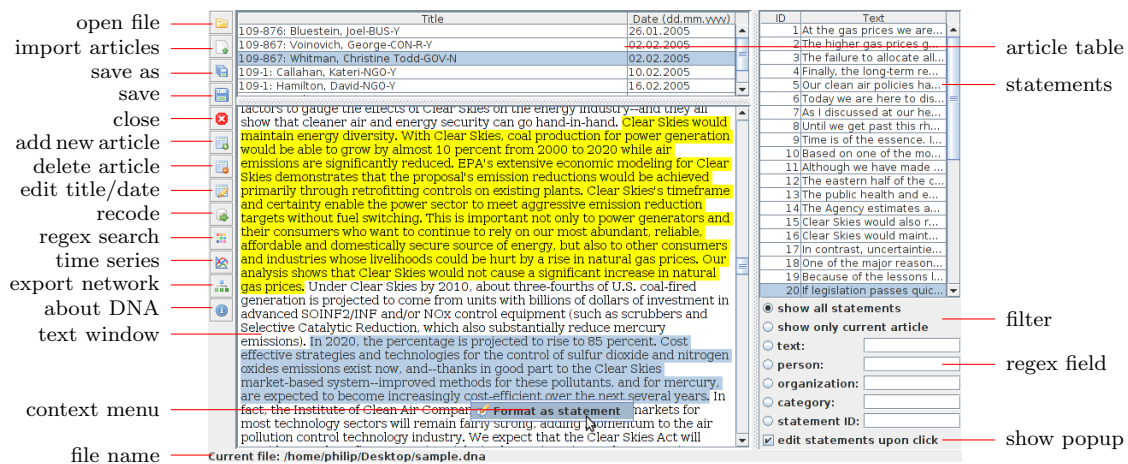 open file
import articles
save as
save
close
add new article
delete article
edit title/date
recode
regex search
time series
export network
about DNA
text window
context menu
file name
Title Date (dd.mm.yyyy)
109-876: Bluestein, Joel-BUS-Y 26.01.2005
109-867: Voinovich, George-CON-R-Y 02.02.2005
109-867: Whitman, Christine Todd-GOV-N 02.02.2005
109-1: Callahan, Kateri-NGO-Y 10.02.2005
109-1: Hamilton, David-NGO-Y 16.02.2005
factors to gauge the effects of Clear Skies on the energy industry--and they all
show that cleaner air and energy security can go hand-in-hand. Clear Skies would
maintain energy diversity. With Clear Skies, coal production for power generation
would be able to grow by almost 10 percent from 2000 to 2020 while air
emissions are significantly reduced. EPA's extensive economic modeling for Clear
Skies demonstrates that the proposal's emission reductions would be achieved
primarily through retrofitting controls on existing plants. Clear Skies's timeframe
and certainty enable the power sector to meet aggressive emission reduction
targets without fuel switching. This is important not only to power generators and
their consumers who want to continue to rely on our most abundant, reliable,
affordable and domestically secure source of energy, but also to other consumers
and industries whose livelihoods could be hurt by a rise in natural gas prices. Our
analysis shows that Clear Skies would not cause a significant increase in natural
gas prices. Under Clear Skies by 2010, about three-fourths of U.S. coal-fired
generation is projected to come from units with billions of dollars of investment in
advanced SOINF2/INF and/or NOx control equipment (such as scrubbers and
Selective Catalytic Reduction, which also substantially reduce mercury
emissions). In 2020, the percentage is projected to rise to 85 percent. Cost
effective strategies and technologies for the control of sulfur dioxide and nitrogen
oxides emissions exist now, and--thanks in good part to the Clear Skies
market-based system--improved methods for these pollutants, and for mercury,
are expected to become increasingly cost-efficient over the next several years. In
fact, the Institute of Clean Air Compan Format as statement markets for
most technology sectors will remain fairly strong, adding momentum to the air
pollution control technology industry. We expect that the Clear Skies Act will
Current file: /home/philip/Desktop/sample.dna
ID Text
1 At the gas prices we are...
2 The higher gas prices g...
3 The failure to allocate all...
4 Finally, the long-term re...
5 Our clean air policies ha...
6 Today we are here to dis...
7 As I discussed at our he...
8 Until we get past this rh...
9 Time is of the essence. I...
10 Based on one of the mo...
11 Although we have made ...
12 The eastern half of the c...
13 The public health and e...
14 The Agency estimates a...
15 Clear Skies would also r...
16 Clear Skies would maint...
17 In contrast, uncertaintie...
18 One of the major reason...
19 Because of the lessons l...
20 If legislation passes quic...
show all statements
show only current article
text:
person:
organization:
category:
statement ID:
edit statements upon click
article table
statements
filter
regex field
show popup